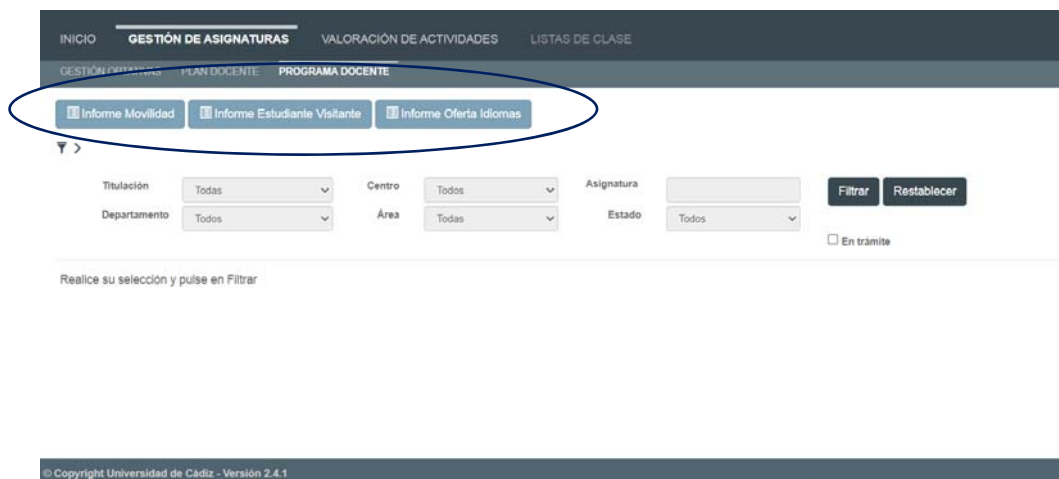 INICIO GESTIÓN DE ASIGNATURAS VALORACIÓN DE ACTIVIDADES LISTAS DE CLASE
GESTIÓN OPTATIVAS PLAN DOCENTE PROGRAMA DOCENTE
Informe Movilidad Informe Estudiante Visitante Informe Oferta Idiomas
Titulación Todas Centro Todos Asignatura Filtrar Restablecer
Departamento Todos Área Todas Estado Todos
En trámite
Realice su selección y pulse en Filtrar
© Copyright Universidad de Cádiz - Versión 2.4.1